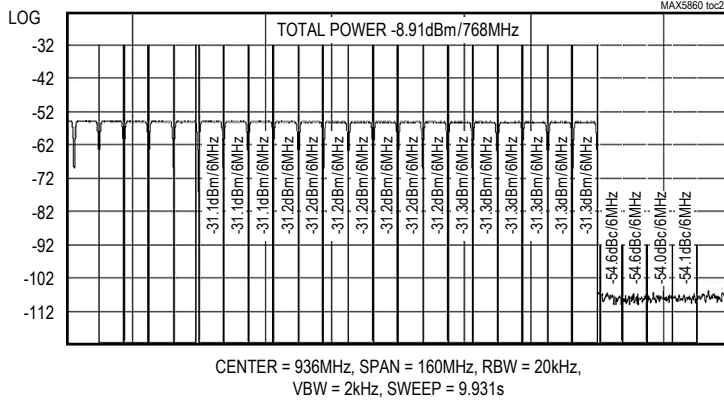 MAX5860 toc2
LOG
TOTAL POWER -8.91dBm/768MHz
-32
-42
-52
-62
-72
-82
-92
-102
-112
-31.1dBm/6MHz
-31.1dBm/6MHz
-31.1dBm/6MHz
-31.2dBm/6MHz
-31.2dBm/6MHz
-31.2dBm/6MHz
-31.2dBm/6MHz
-31.2dBm/6MHz
-31.2dBm/6MHz
-31.2dBm/6MHz
-31.3dBm/6MHz
-31.3dBm/6MHz
-31.3dBm/6MHz
-31.3dBm/6MHz
-31.3dBm/6MHz
-31.3dBm/6MHz
-54.6dBc/6MHz
-54.6dBc/6MHz
-54.0dBc/6MHz
-54.1dBc/6MHz
CENTER = 936MHz, SPAN = 160MHz, RBW = 20kHz,
VBW = 2kHz, SWEEP = 9.931s